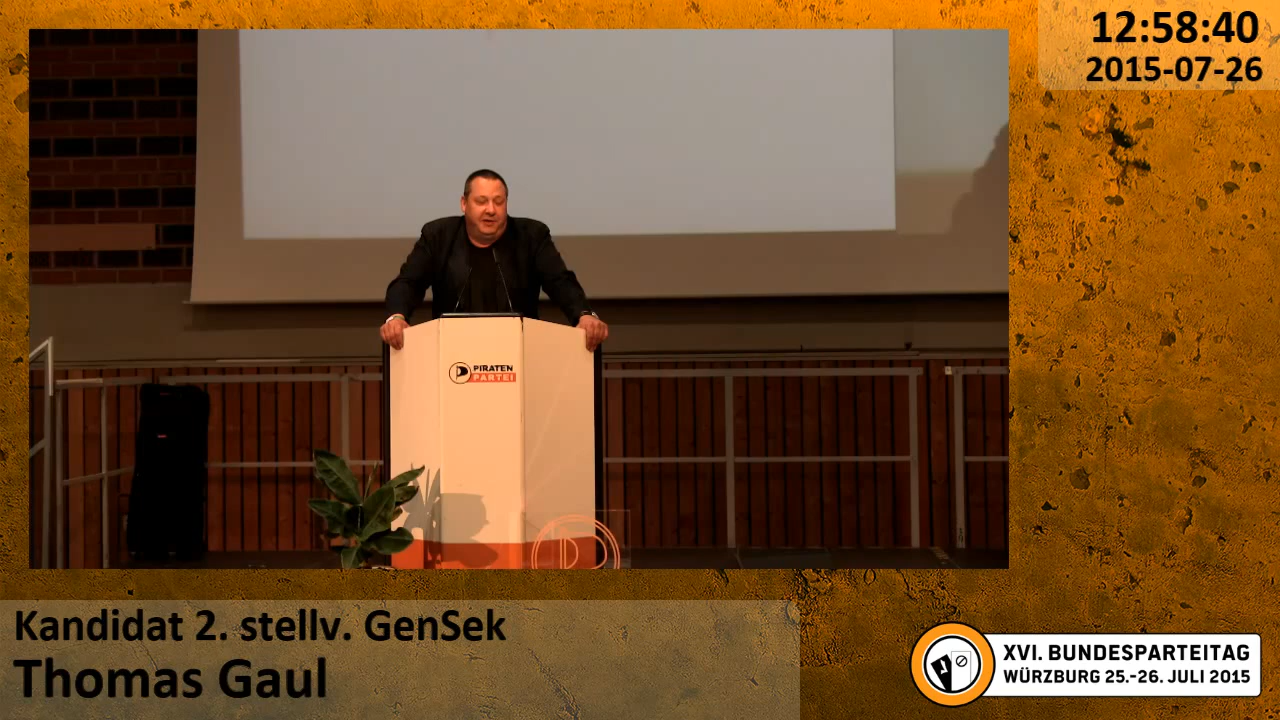 12:58:40
2015-07-26
PIRATEN
PARTEI
Kandidat 2. stellv. GenSek
Thomas Gaul
XVI. BUNDESPARTEITAG
WÜRZBURG 25.-26. JULI 2015